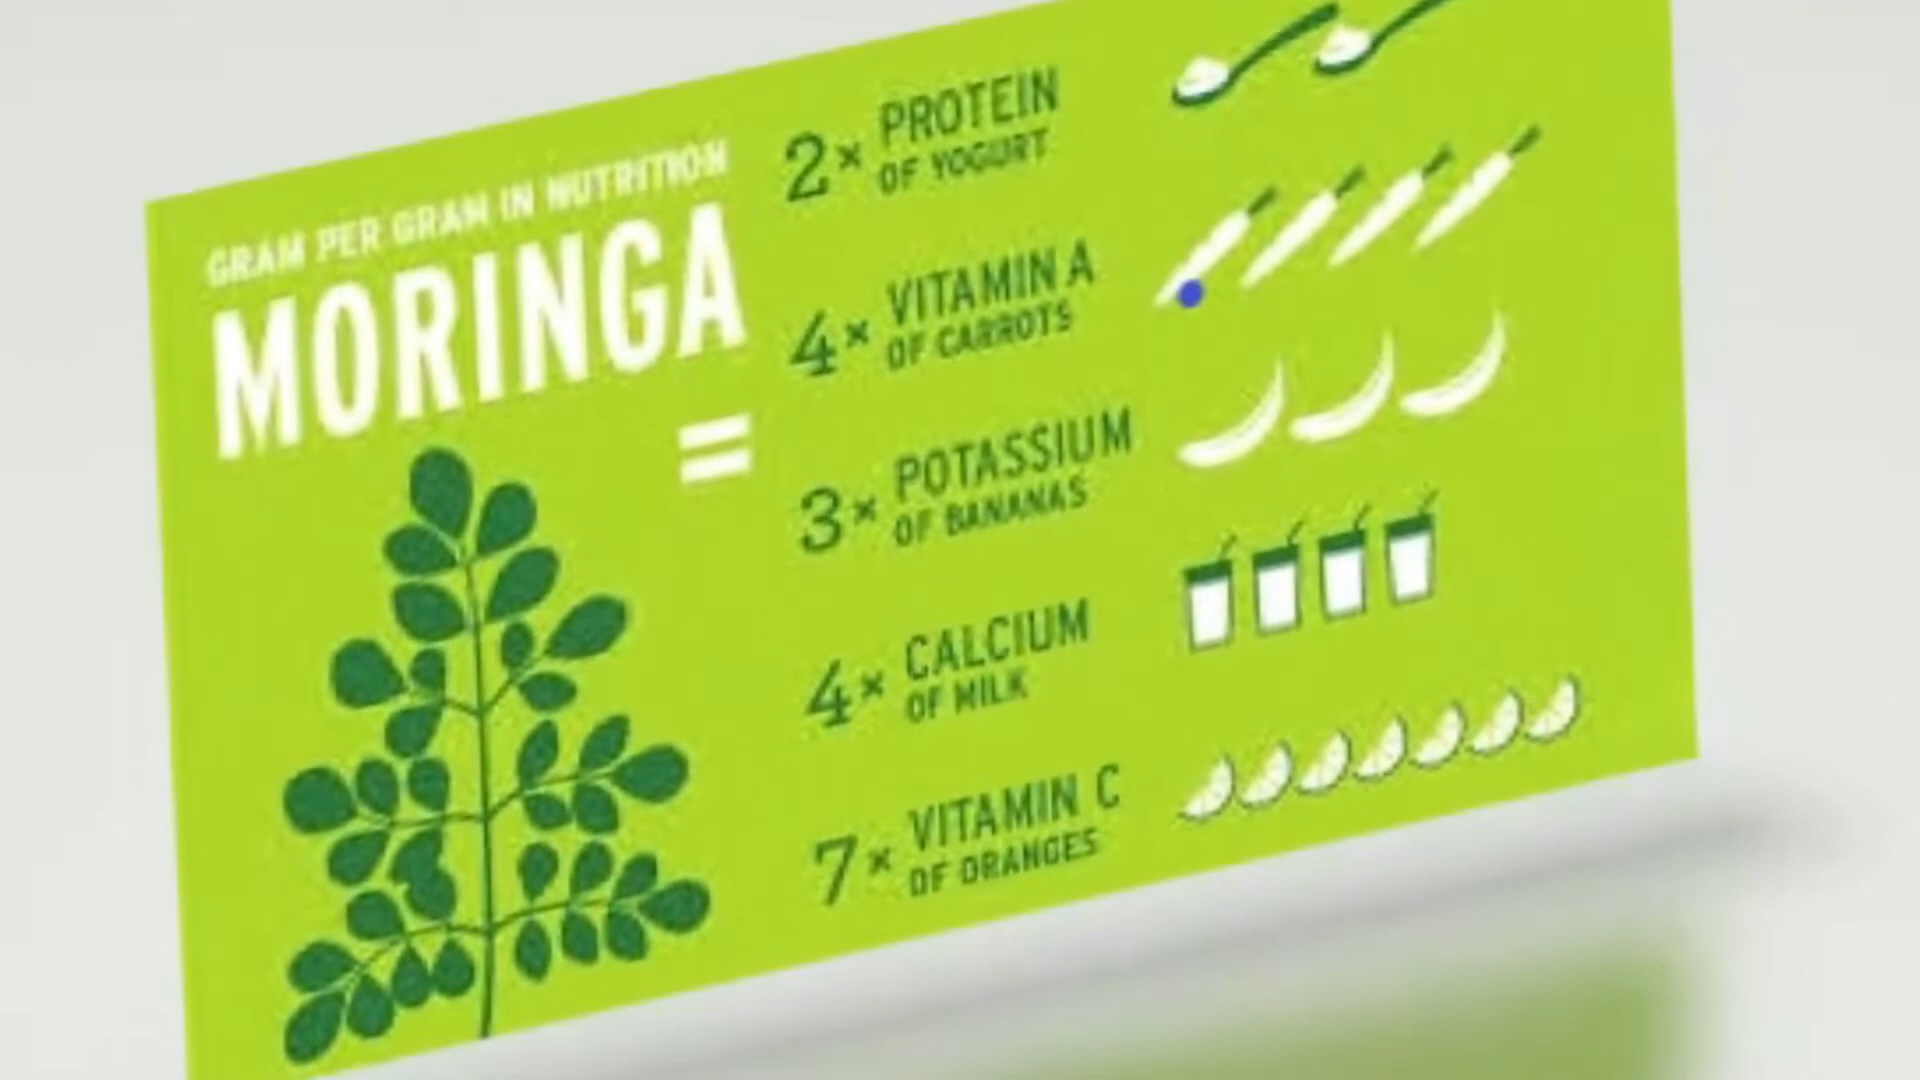 GRAM PER GRAM IN NUTRITION
MORINGA
=
2× PROTEIN
OF YOGURT
4× VITAMIN A
OF CARROTS
3× POTASSIUM
OF BANANAS
4× CALCIUM
OF MILK
7× VITAMIN C
OF ORANGES